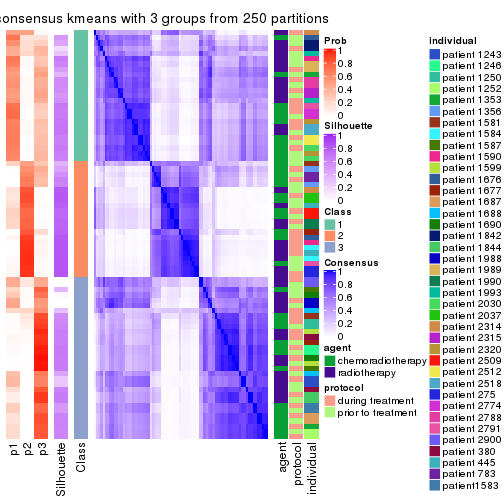 consensus kmeans with 3 groups from 250 partitions
p1
p2
p3
Silhouette
Class
agent
protocol
individual
Prob
1
0.8
0.6
0.4
0.2
0
Silhouette
1
0.8
0.6
0.4
0.2
0
Class
1
2
3
Consensus
1
0.8
0.6
0.4
0.2
0
agent
chemoradiotherapy
radiotherapy
protocol
during treatment
prior to treatment
individual
patient 1243
patient 1246
patient 1250
patient 1252
patient 1353
patient 1356
patient 1581
patient 1584
patient 1587
patient 1590
patient 1599
patient 1676
patient 1677
patient 1687
patient 1688
patient 1690
patient 1842
patient 1844
patient 1988
patient 1989
patient 1990
patient 1993
patient 2030
patient 2037
patient 2314
patient 2315
patient 2320
patient 2509
patient 2512
patient 2518
patient 275
patient 2774
patient 2788
patient 2791
patient 2900
patient 380
patient 445
patient 783
patient1583